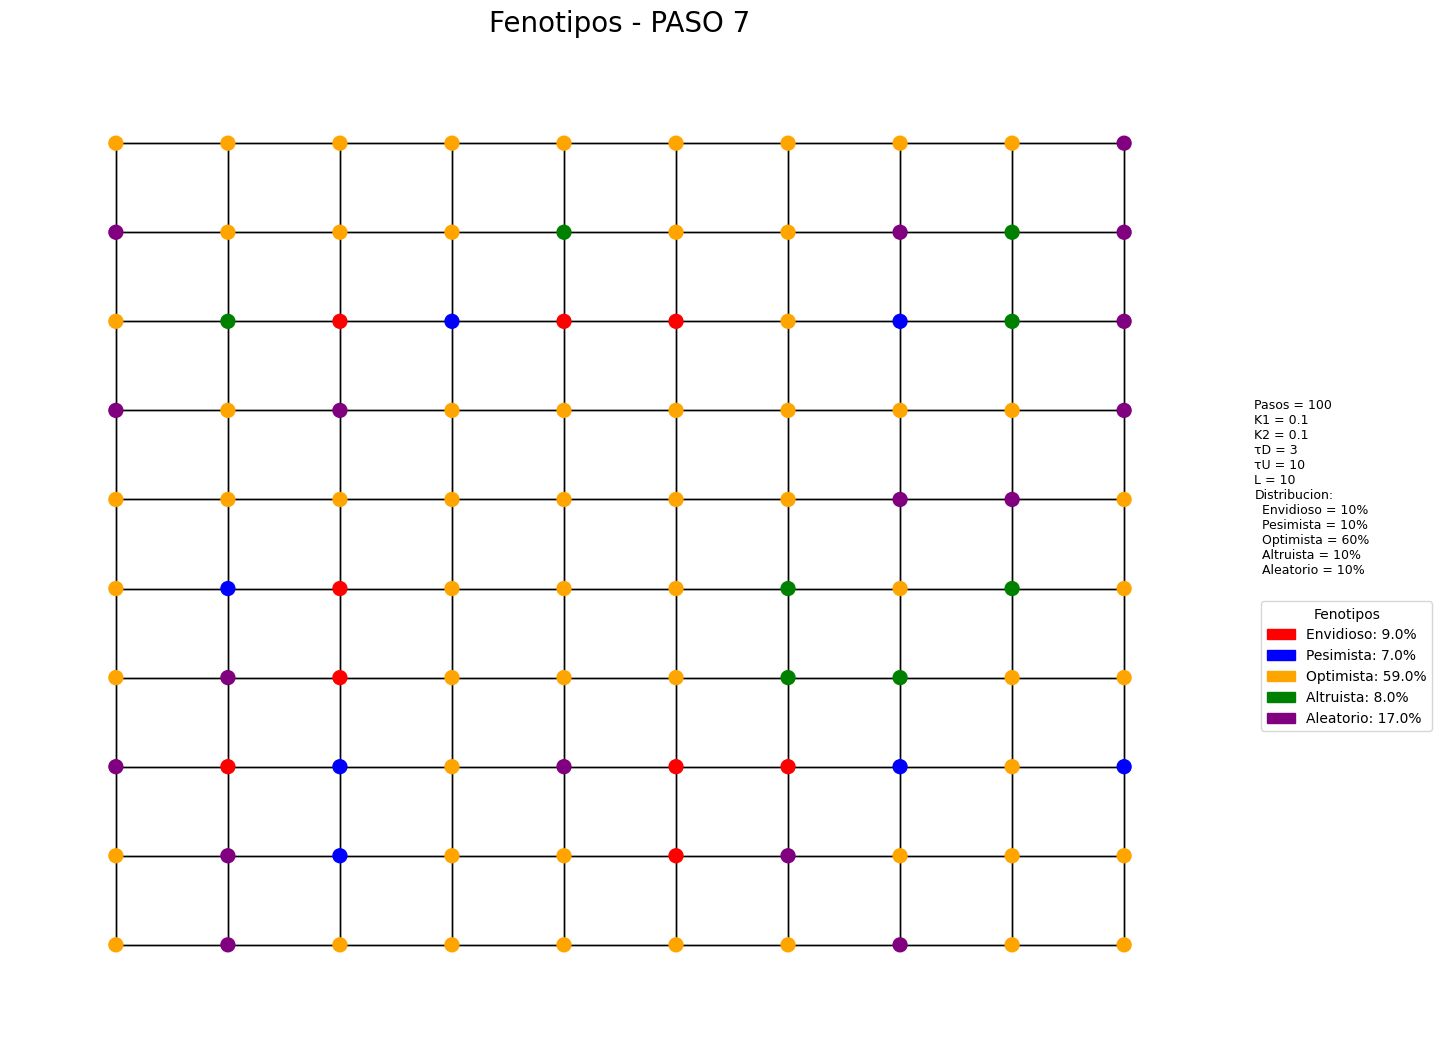 Fenotipos - PASO 7
Pasos = 100
K1 = 0.1
K2 = 0.1
τD = 3
τU = 10
L = 10
Distribucion:
Envidioso = 10%
Pesimista = 10%
Optimista = 60%
Altruista = 10%
Aleatorio = 10%
Fenotipos
Envidioso: 9.0%
Pesimista: 7.0%
Optimista: 59.0%
Altruista: 8.0%
Aleatorio: 17.0%